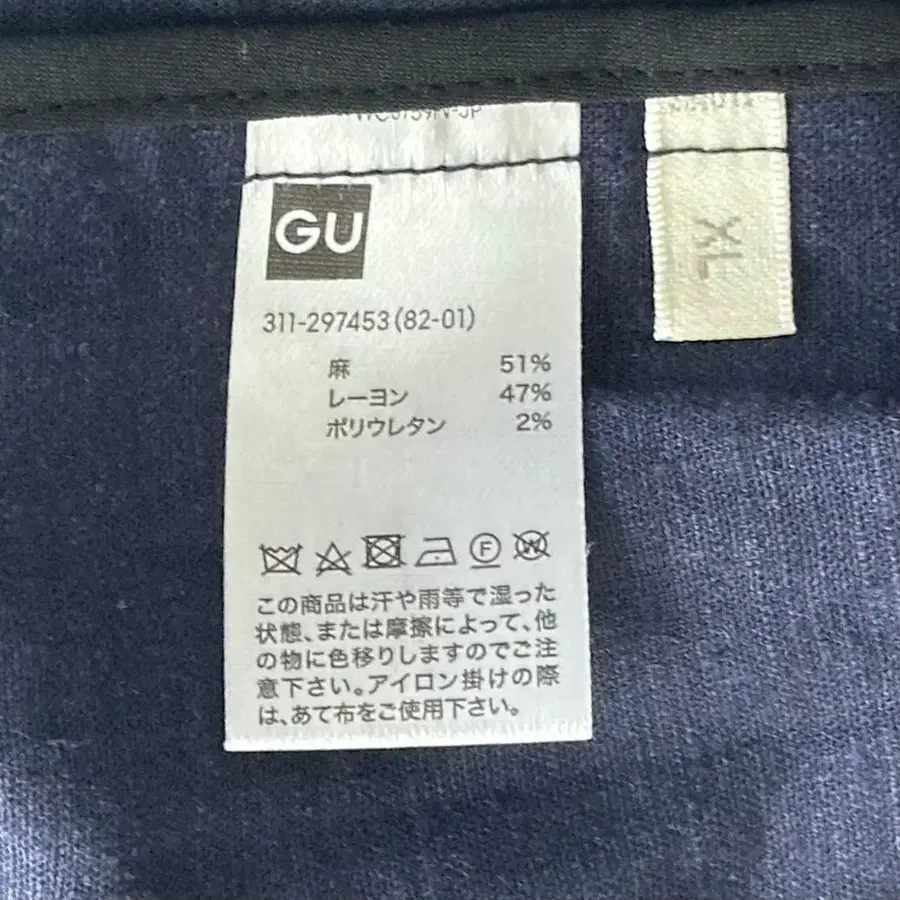 GU
XL
311-297453(82-01)
麻 51%
レーヨン 47%
ポリウレタン 2%
F
W
この商品は汗や雨等で湿った
状態、または摩擦によって、他
の物に色移りしますのでご注
意下さい。アイロン掛けの際
は、あて布をご使用下さい。